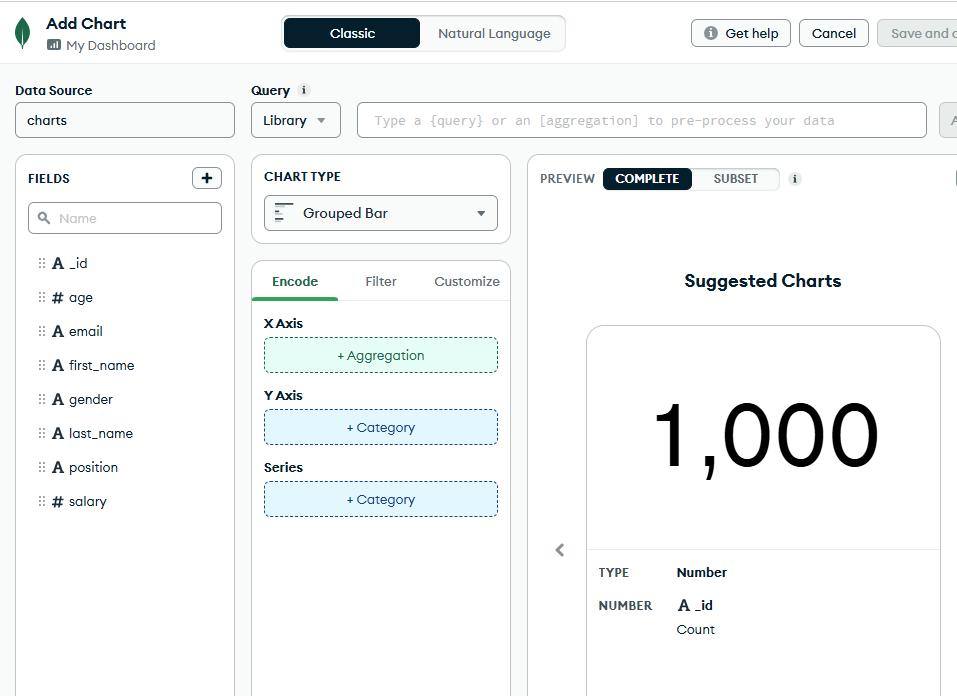 Add Chart
My Dashboard
Classic
Natural Language
Get help
Cancel
Save and
Data Source
Query
charts
Library
Type a {query} or an [aggregation] to pre-process your data
FIELDS
+
Name
A _id
# age
A email
A first_name
A gender
A last_name
A position
# salary
CHART TYPE
Grouped Bar
Encode
Filter
Customize
X Axis
+ Aggregation
Y Axis
+ Category
Series
+ Category
PREVIEW
COMPLETE
SUBSET
Suggested Charts
1,000
TYPE Number
NUMBER A _id
Count